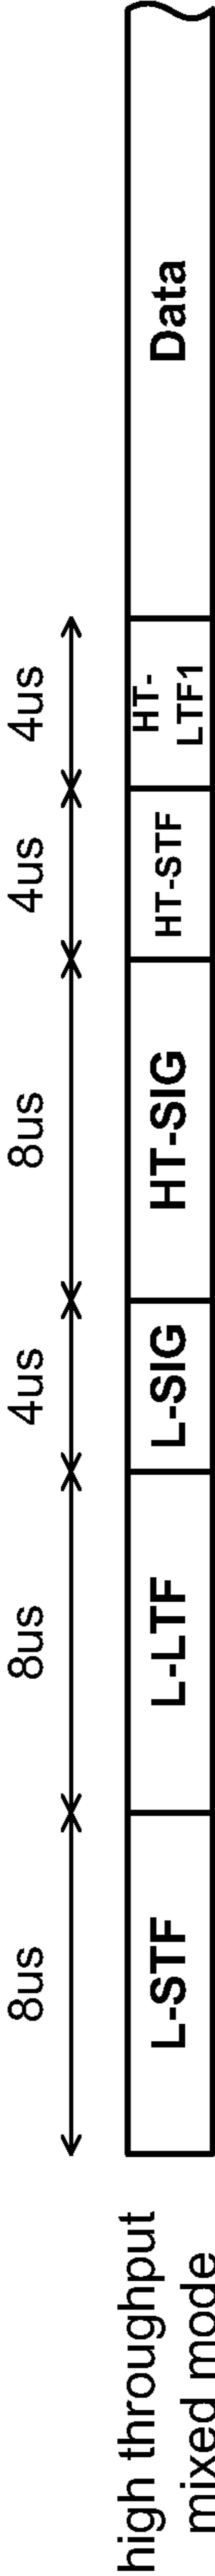 8us
8us
4us
8us
4us
4us
high throughput
mixed mode
L-STF
L-LTF
L-SIG
HT-SIG
HT-STF
HT-
LTF1
Data